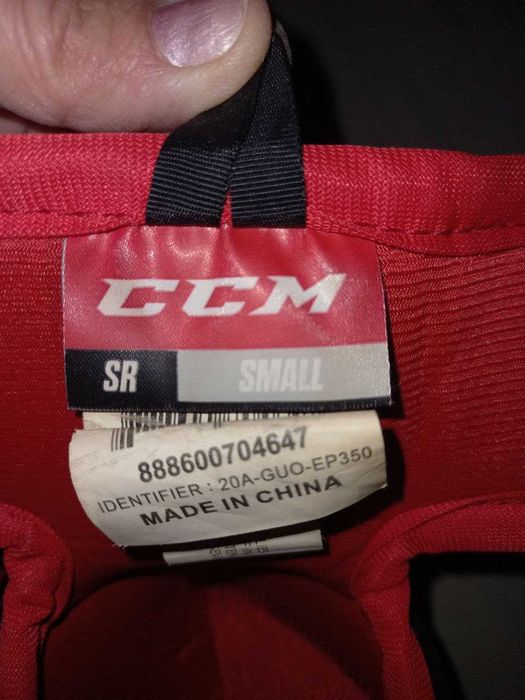 CCM
SR SMALL
888600704647
IDENTIFIER : 20A-GUO-EP350
MADE IN CHINA